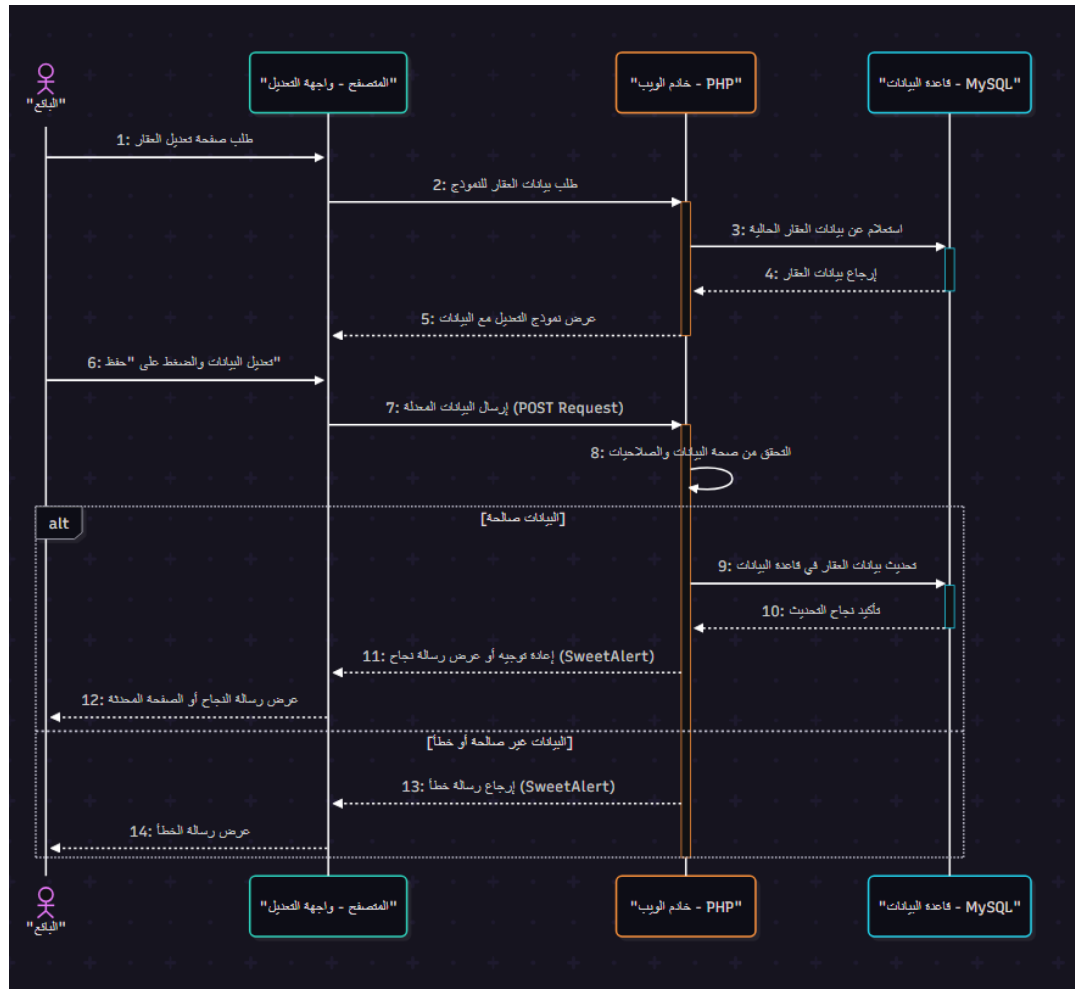 "البائع"
"المتصفح - واجهة التعديل"
"PHP - خادم الويب"
"MySQL - قاعدة البيانات"
1: طلب صفحة تعديل العقار
2: طلب بيانات العقار للنموذج
3: استعلام عن بيانات العقار الحالية
4: إرجاع بيانات العقار
5: عرض نموذج التعديل مع البيانات
6: تعديل البيانات والضغط على "حفظ"
7: إرسال البيانات المعدلة (POST Request)
8: التحقق من صحة البيانات والصلاحيات
alt
[البيانات صالحة]
9: تحديث بيانات العقار في قاعدة البيانات
10: تأكيد نجاح التحديث
11: إعادة توجيه أو عرض رسالة نجاح (SweetAlert)
12: عرض رسالة النجاح أو الصفحة المحدثة
[البيانات غير صالحة أو خطأ]
13: إرجاع رسالة خطأ (SweetAlert)
14: عرض رسالة الخطأ
"البائع"
"المتصفح - واجهة التعديل"
"PHP - خادم الويب"
"MySQL - قاعدة البيانات"